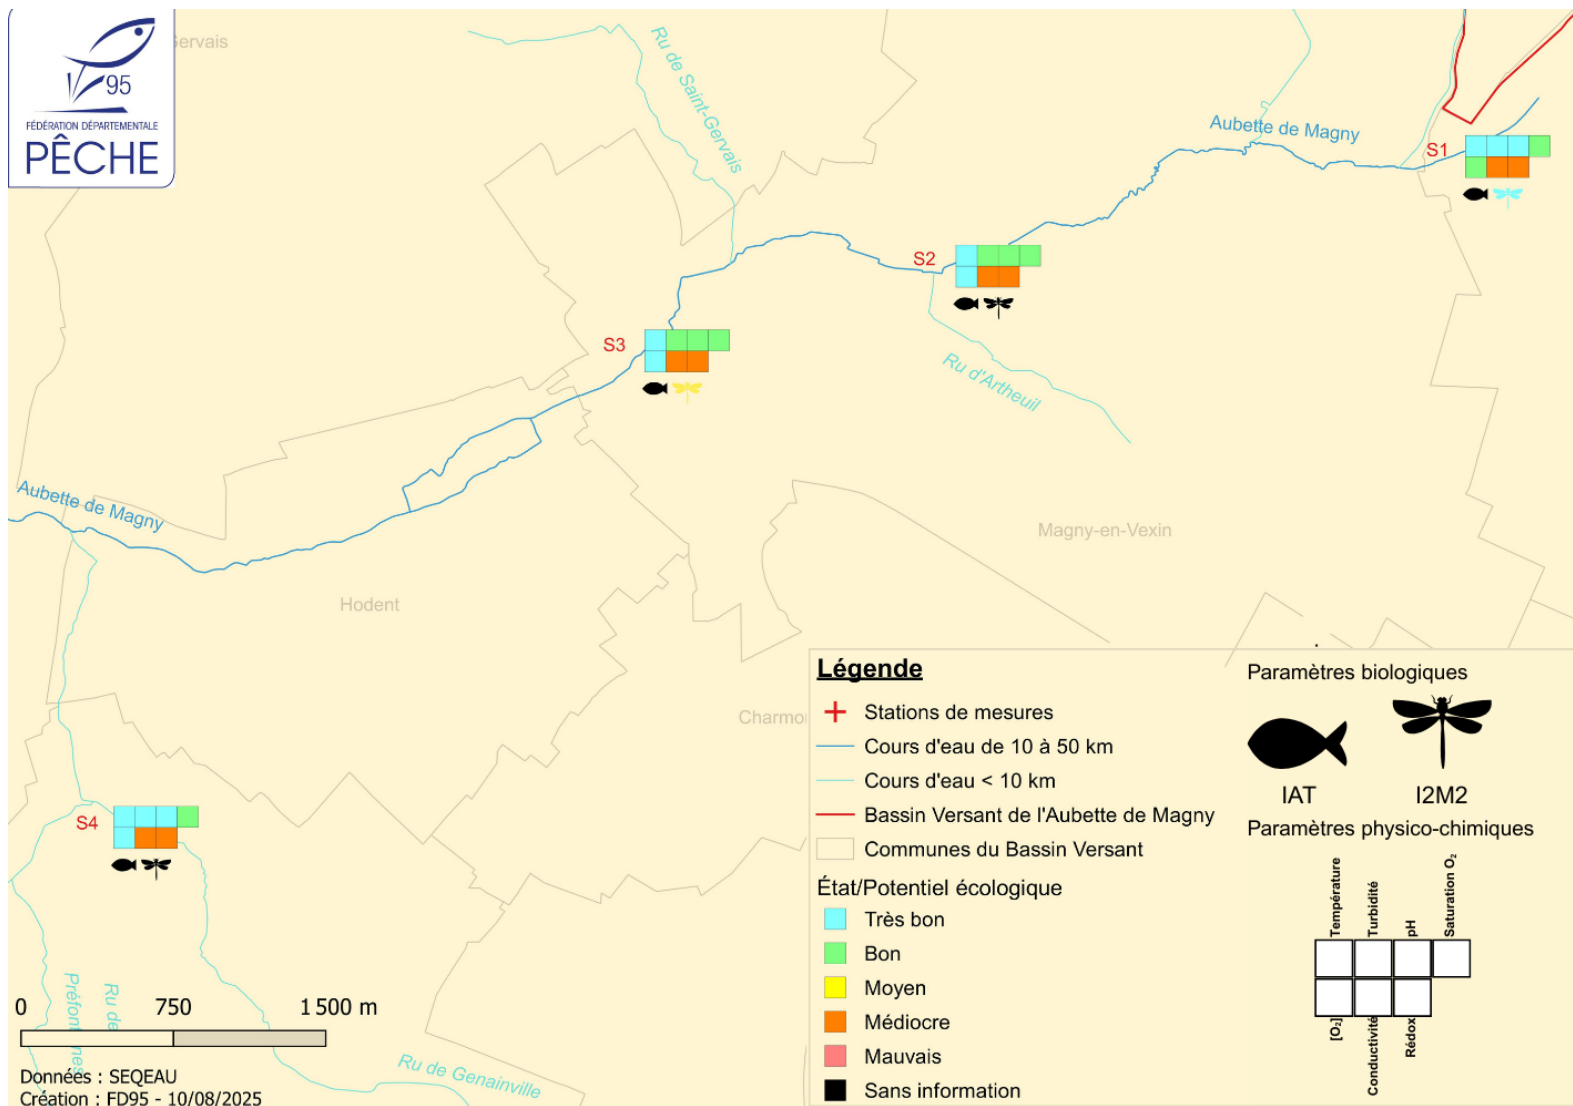 95
FÉDÉRATION DÉPARTEMENTALE
PÊCHE
Gervais
Ru de Saint-Gervais
Aubette de Magny
S1
S2
Ru d'Artheuil
S3
Aubette de Magny
Magny-en-Vexin
Hodent
Charmo
S4
Ru de
Préfontaines
Ru de Genainville
0 750 1 500 m
Données : SEQEAU
Création : FD95 - 10/08/2025
Légende
Stations de mesures
Cours d'eau de 10 à 50 km
Cours d'eau < 10 km
Bassin Versant de l'Aubette de Magny
Communes du Bassin Versant
État/Potentiel écologique
Très bon
Bon
Moyen
Médiocre
Mauvais
Sans information
Paramètres biologiques
IAT
I2M2
Paramètres physico-chimiques
Température
Turbidité
pH
Saturation O₂
[O₂]
Conductivité
Rédox